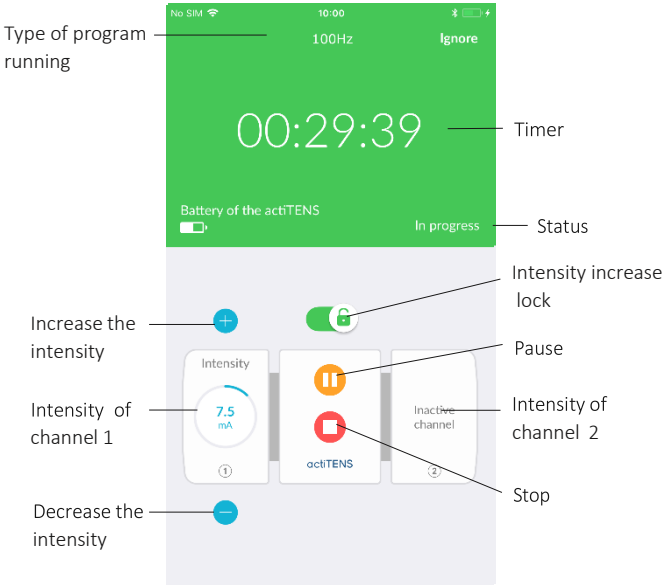 No SIM 10:00
Type of program
running
100Hz Ignore
00:29:39
Timer
Battery of the actiTENS
In progress
Status
Intensity increase
lock
Increase the
intensity
Pause
Intensity
7.5
mA
1
Intensity of
channel 1
Inactive
channel
2
Intensity of
channel 2
actiTENS
Stop
Decrease the
intensity